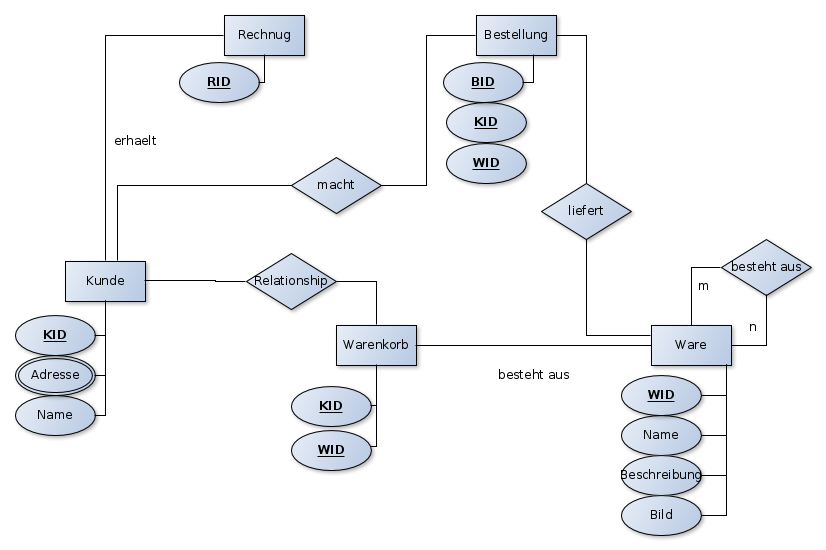 Rechnug
Bestellung
RID
BID
KID
WID
erhaelt
macht
liefert
besteht aus
m
n
Kunde
Relationship
Warenkorb
Ware
besteht aus
KID
Adresse
Name
KID
WID
WID
Name
Beschreibung
Bild